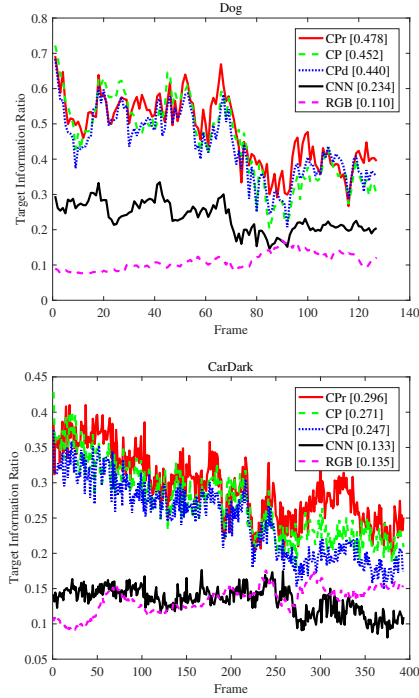 Dog
0.8
0.7
0.6
0.5
0.4
0.3
0.2
0.1
0
Target Information Ratio
CPr [0.478]
CP [0.452]
CPd [0.440]
CNN [0.234]
RGB [0.110]
0 20 40 60 80 100 120 140
Frame
CarDark
0.45
0.4
0.35
0.3
0.25
0.2
0.15
0.1
0.05
Target Information Ratio
CPr [0.296]
CP [0.271]
CPd [0.247]
CNN [0.133]
RGB [0.135]
0 50 100 150 200 250 300 350 400
Frame